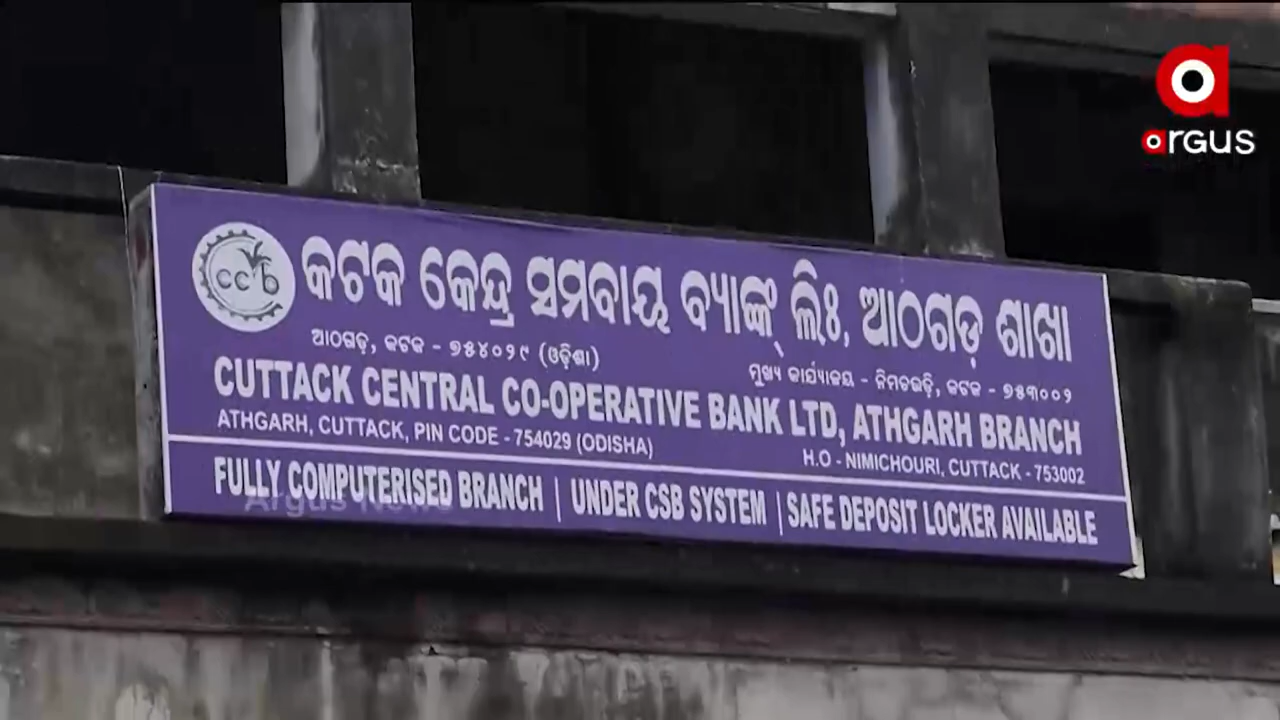 argus
ccb
କଟକ କେନ୍ଦ୍ର ସମବାୟ ବ୍ୟାଙ୍କ୍ ଲିଃ, ଆଠଗଡ଼ ଶାଖା
ଆଠଗଡ଼, କଟକ - ୭୫୪୦୨୯ (ଓଡ଼ିଶା)
ମୁଖ୍ୟ କାର୍ଯ୍ୟାଳୟ - ନିମଚଉଡ଼ି, କଟକ - ୭୫୩୦୦୨
CUTTACK CENTRAL CO-OPERATIVE BANK LTD, ATHGARH BRANCH
ATHGARH, CUTTACK, PIN CODE - 754029 (ODISHA)
H.O - NIMICHOURI, CUTTACK - 753002
FULLY COMPUTERISED BRANCH | UNDER CSB SYSTEM | SAFE DEPOSIT LOCKER AVAILABLE
Argus News